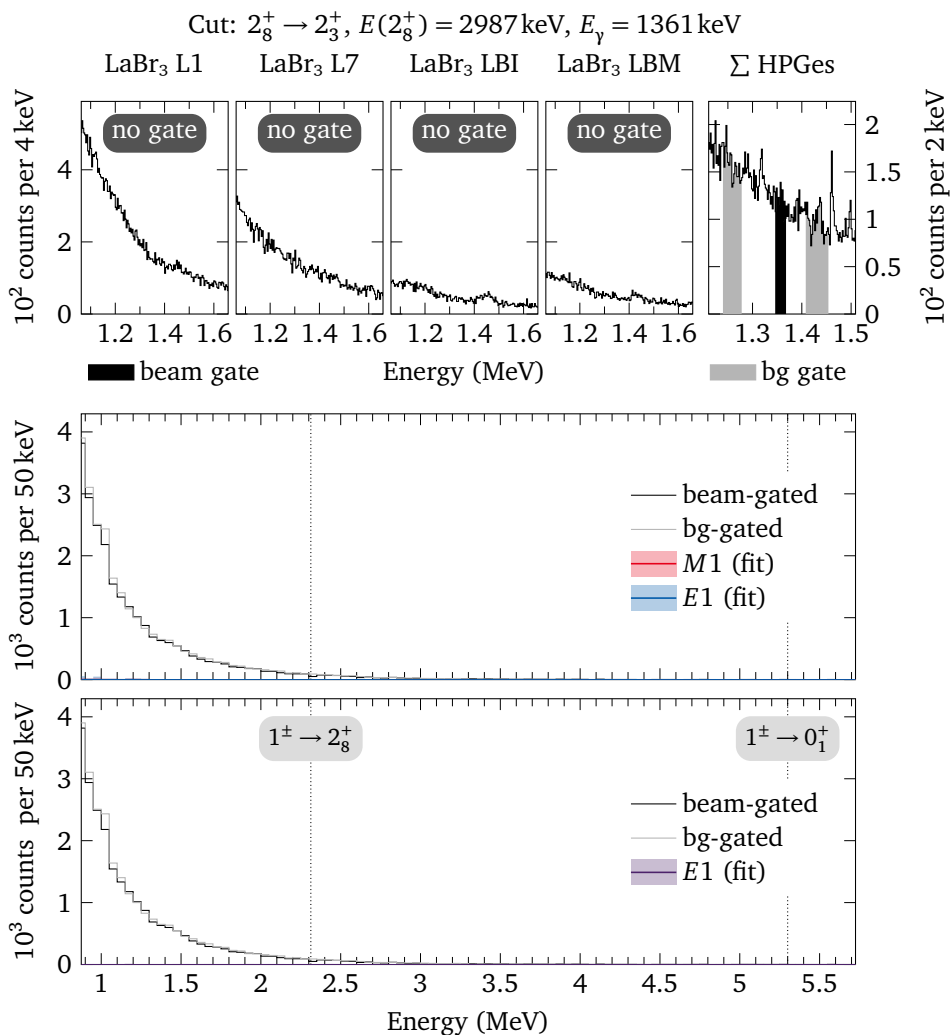 Cut: 2₈⁺ → 2₃⁺, E(2₈⁺) = 2987 keV, Eᵧ = 1361 keV
LaBr₃ L1 LaBr₃ L7 LaBr₃ LBI LaBr₃ LBM ∑ HPGes
no gate no gate no gate no gate
10² counts per 4 keV
4
2
0
2
1.5
1
0.5
0
10² counts per 2 keV
1.2 1.4 1.6 1.2 1.4 1.6 1.2 1.4 1.6 1.2 1.4 1.6 1.3 1.4 1.5
beam gate Energy (MeV) bg gate
10³ counts per 50 keV
4
3
2
1
0
beam-gated
bg-gated
M1 (fit)
E1 (fit)
10³ counts per 50 keV
4
3
2
1
0
1± → 2₈⁺ 1± → 0₁⁺
beam-gated
bg-gated
E1 (fit)
1 1.5 2 2.5 3 3.5 4 4.5 5 5.5
Energy (MeV)